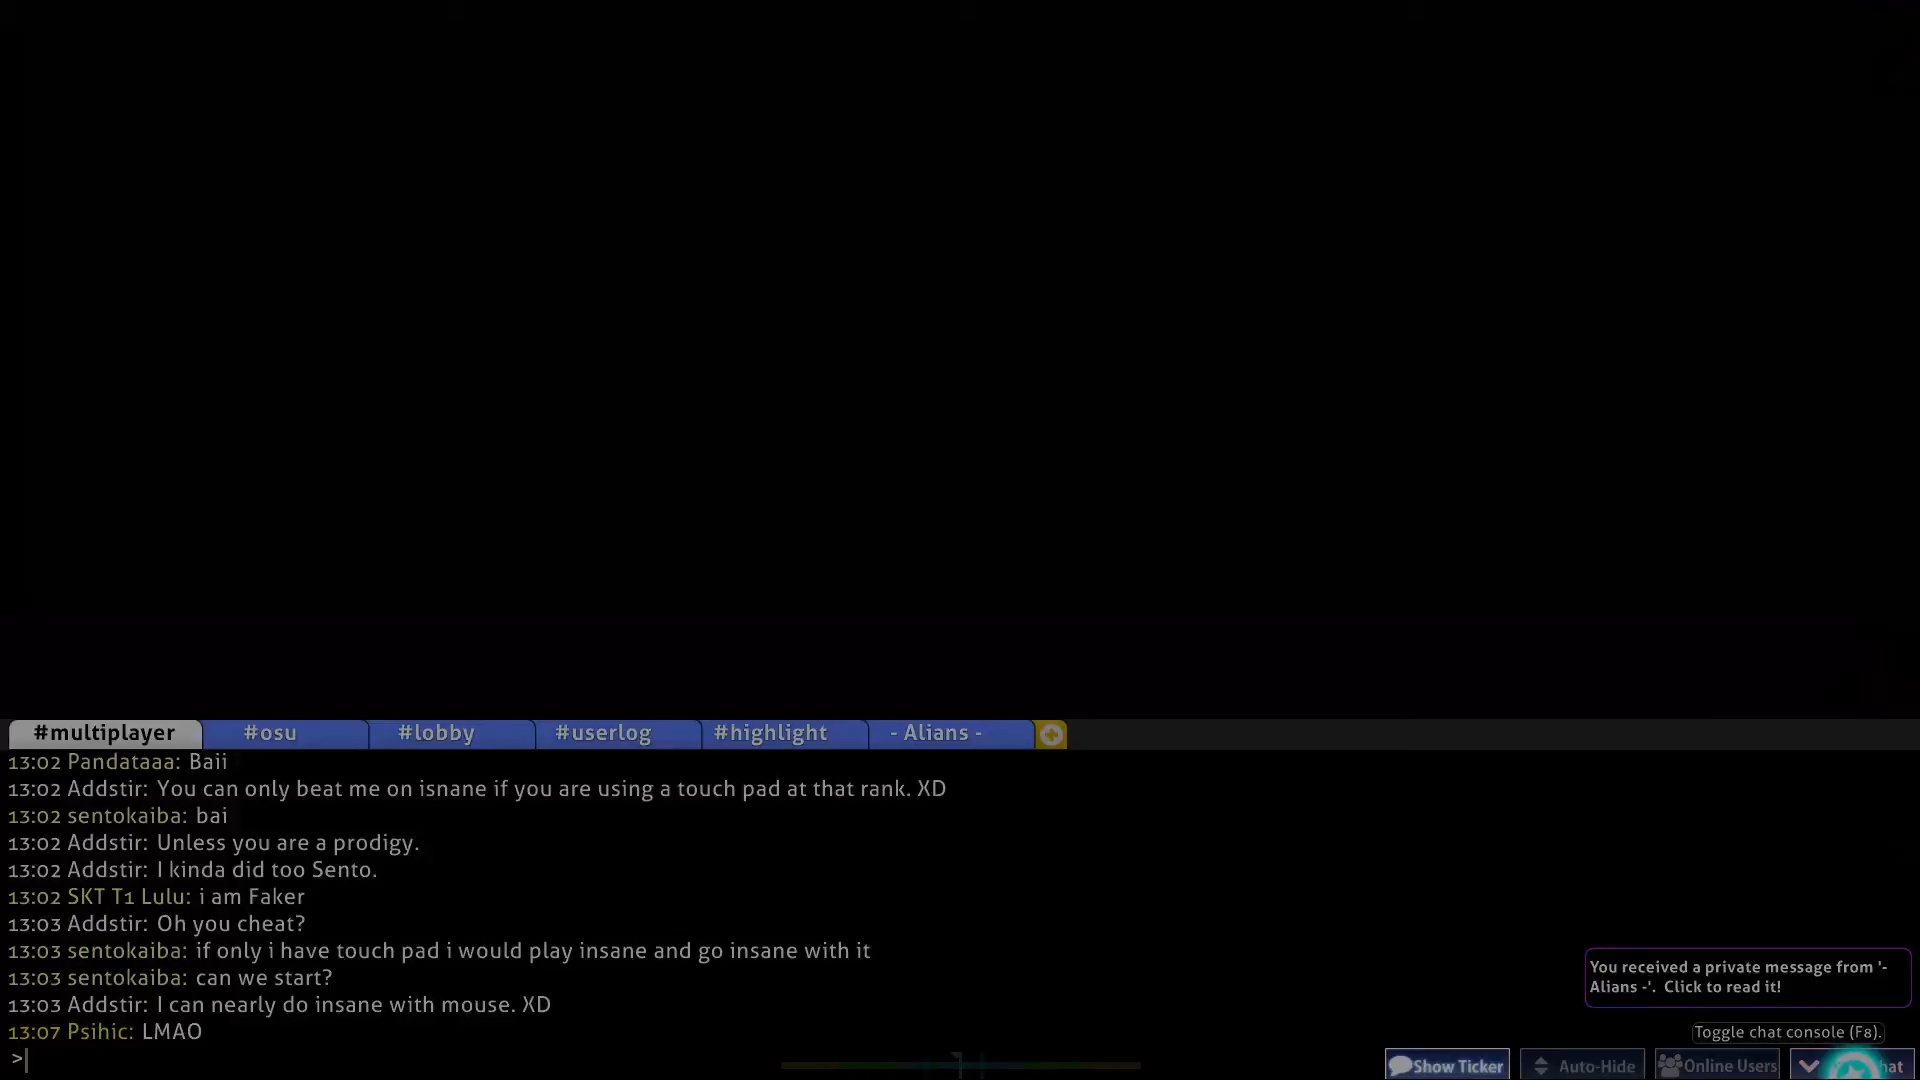 #multiplayer #osu #lobby #userlog #highlight - Alians -
13:02 Pandataaa: Baii
13:02 Addstir: You can only beat me on isnane if you are using a touch pad at that rank. XD
13:02 sentokaiba: bai
13:02 Addstir: Unless you are a prodigy.
13:02 Addstir: I kinda did too Sento.
13:02 SKT T1 Lulu: i am Faker
13:03 Addstir: Oh you cheat?
13:03 sentokaiba: if only i have touch pad i would play insane and go insane with it
13:03 sentokaiba: can we start?
13:03 Addstir: I can nearly do insane with mouse. XD
13:07 Psihic: LMAO
>
You received a private message from '-
Alians -'. Click to read it!
Toggle chat console (F8).
Show Ticker Auto-Hide Online Users